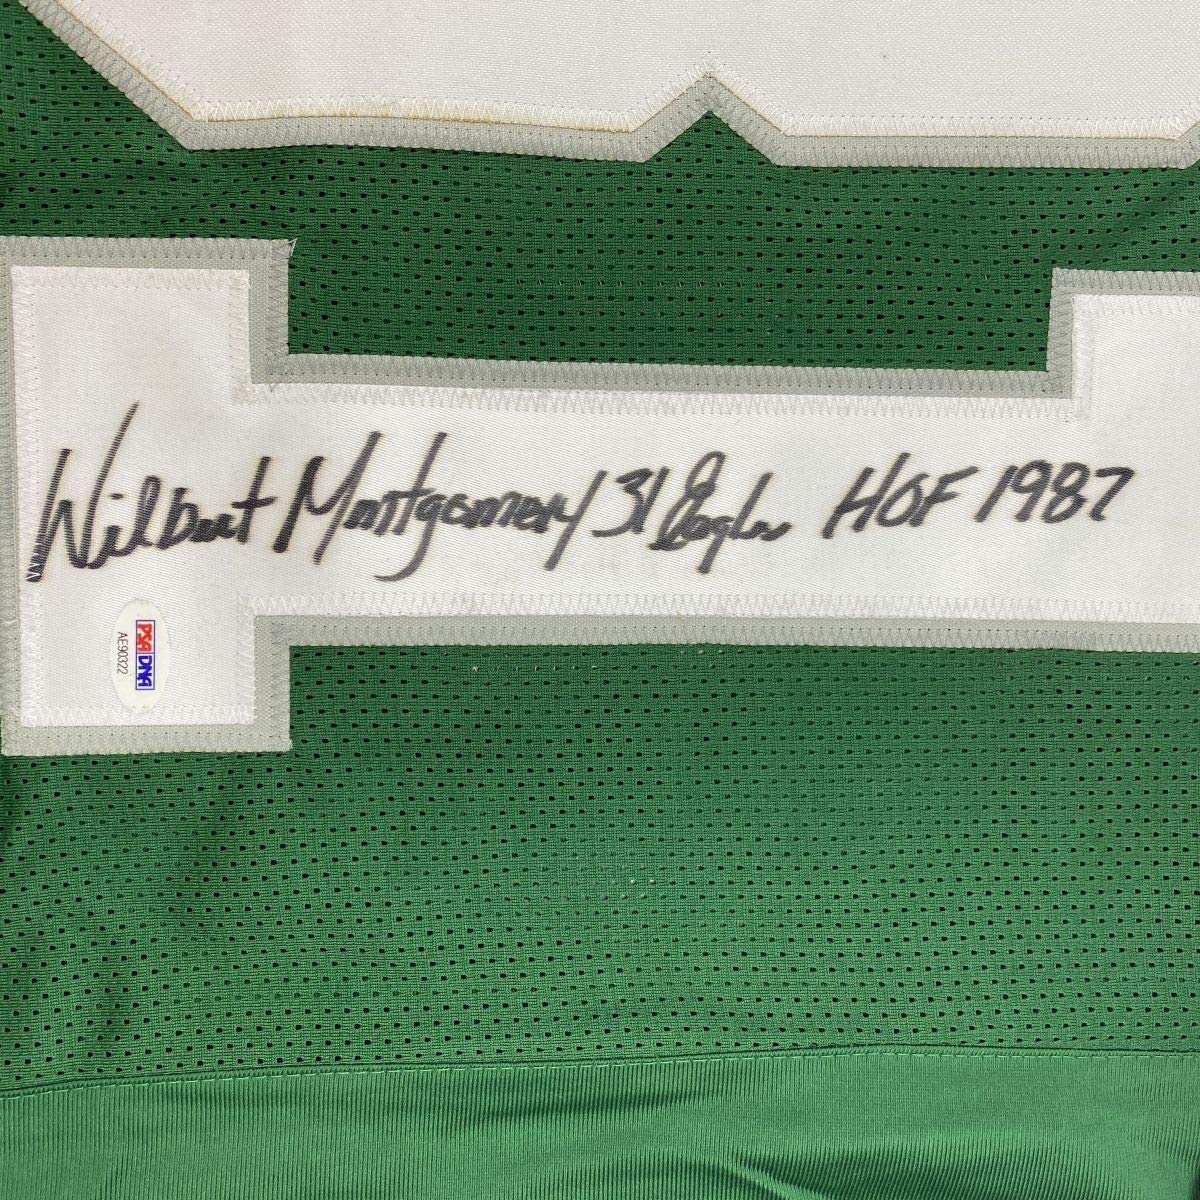 Wilbert Montgomery 31 Eagles HOF 1987
PSA DNA
AE90322